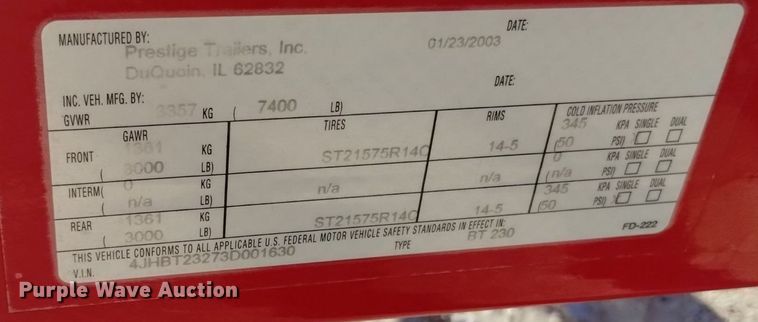 MANUFACTURED BY: DATE:
Prestige Trailers, Inc. 01/23/2003
DuQuoin, IL 62832
INC. VEH. MFG. BY: DATE:
GVWR 3357 KG ( 7400 LB)
GAWR TIRES RIMS COLD INFLATION PRESSURE
FRONT 1361 KG ST21575R14C 14-5 345 KPA SINGLE DUAL
( 3000 LB) (50 PSI)
INTERM 0 KG n/a n/a 0 KPA SINGLE DUAL
( n/a LB) (n/a PSI)
REAR 1361 KG ST21575R14C 14-5 345 KPA SINGLE DUAL
( 3000 LB) (50 PSI)
THIS VEHICLE CONFORMS TO ALL APPLICABLE U.S. FEDERAL MOTOR VEHICLE SAFETY STANDARDS IN EFFECT IN: FD-222
V.I.N. 4JHBT23273D001630 TYPE BT 230
Purple Wave Auction